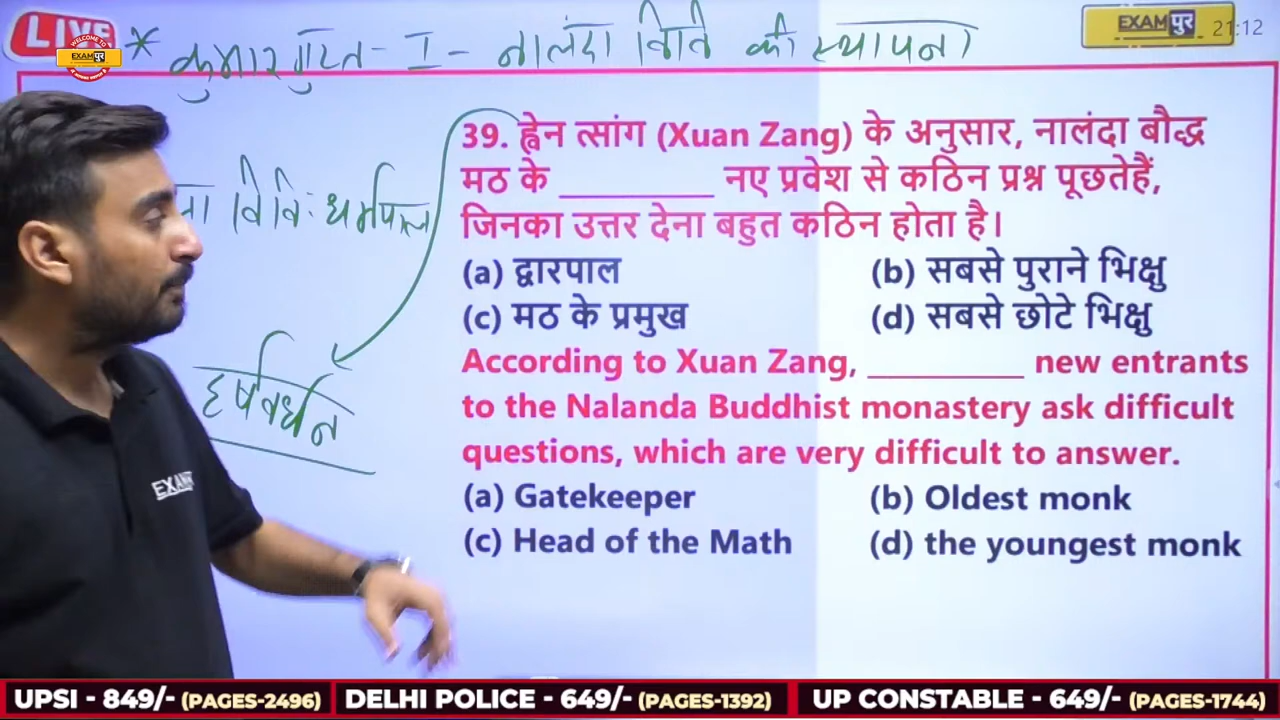 LIVE
WELCOME TO
EXAMपुर
EXAMपुर
21:12
* कुमारगुप्त - I - नालंदा विवि की स्थापना
39. ह्वेन त्सांग (Xuan Zang) के अनुसार, नालंदा बौद्ध
मठ के __________ नए प्रवेश से कठिन प्रश्न पूछतेहैं,
जिनका उत्तर देना बहुत कठिन होता है।
(a) द्वारपाल (b) सबसे पुराने भिक्षु
(c) मठ के प्रमुख (d) सबसे छोटे भिक्षु
According to Xuan Zang, __________ new entrants
to the Nalanda Buddhist monastery ask difficult
questions, which are very difficult to answer.
(a) Gatekeeper (b) Oldest monk
(c) Head of the Math (d) the youngest monk
विवि: धर्मपाल
हर्षवर्धन
UPSI - 849/- (PAGES-2496) DELHI POLICE - 649/- (PAGES-1392) UP CONSTABLE - 649/- (PAGES-1744)